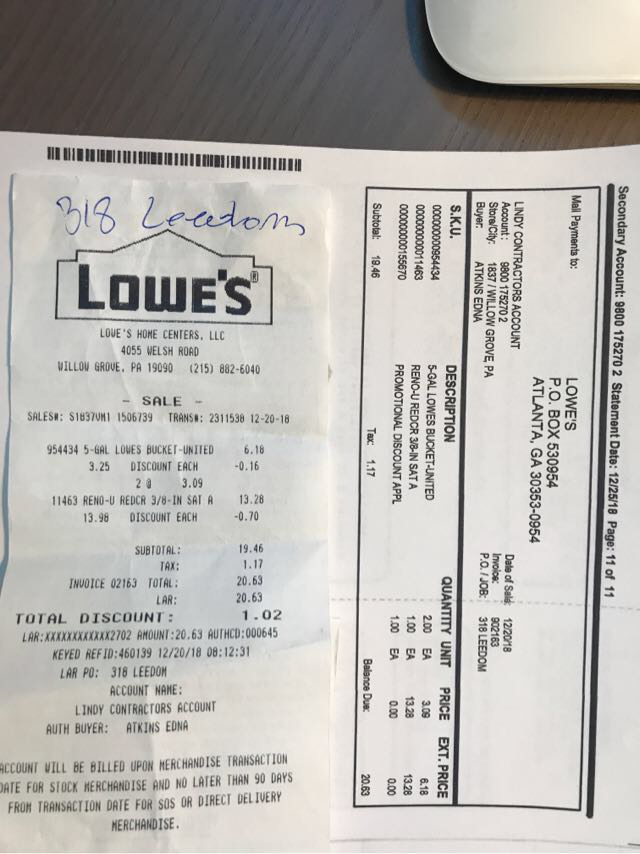 318 Leedom
LOWE'S®
LOWE'S HOME CENTERS, LLC
4055 WELSH ROAD
WILLOW GROVE, PA 19090 (215) 882-6040
- SALE -
SALES#: S1837VM1 1506739 TRANS#: 2311538 12-20-18
954434 5-GAL LOWES BUCKET-UNITED 6.18
3.25 DISCOUNT EACH -0.16
2 @ 3.09
11463 RENO-U REDCR 3/8-IN SAT A 13.28
13.98 DISCOUNT EACH -0.70
SUBTOTAL: 19.46
TAX: 1.17
INVOICE 02163 TOTAL: 20.63
LAR: 20.63
TOTAL DISCOUNT: 1.02
LAR:XXXXXXXXXXXX2702 AMOUNT:20.63 AUTHCD:000645
KEYED REFID:460139 12/20/18 08:12:31
LAR PO: 318 LEEDOM
ACCOUNT NAME:
LINDY CONTRACTORS ACCOUNT
AUTH BUYER: ATKINS EDNA
ACCOUNT WILL BE BILLED UPON MERCHANDISE TRANSACTION
DATE FOR STOCK MERCHANDISE AND NO LATER THAN 90 DAYS
FROM TRANSACTION DATE FOR SOS OR DIRECT DELIVERY
MERCHANDISE.
Secondary Account: 9800 175270 2 Statement Date: 12/25/18 Page: 11 of 11
Mail Payments to:
LOWE'S
P.O. BOX 530954
ATLANTA, GA 30353-0954
LINDY CONTRACTORS ACCOUNT
Account: 9800 175270 2 Date of Sale: 12/20/18
Store/City: 1837 / WILLOW GROVE, PA Invoice: 902163
Buyer: ATKINS EDNA P.O. / JOB: 318 LEEDOM
S.K.U. DESCRIPTION QUANTITY UNIT PRICE EXT. PRICE
000000000954434 5-GAL LOWES BUCKET-UNITED 2.00 EA 3.09 6.18
000000000011463 RENO-U REDCR 3/8-IN SAT A 1.00 EA 13.28 13.28
000000000155670 PROMOTIONAL DISCOUNT APPL 1.00 EA 0.00 0.00
Subtotal: 19.46 Tax: 1.17 Balance Due: 20.63